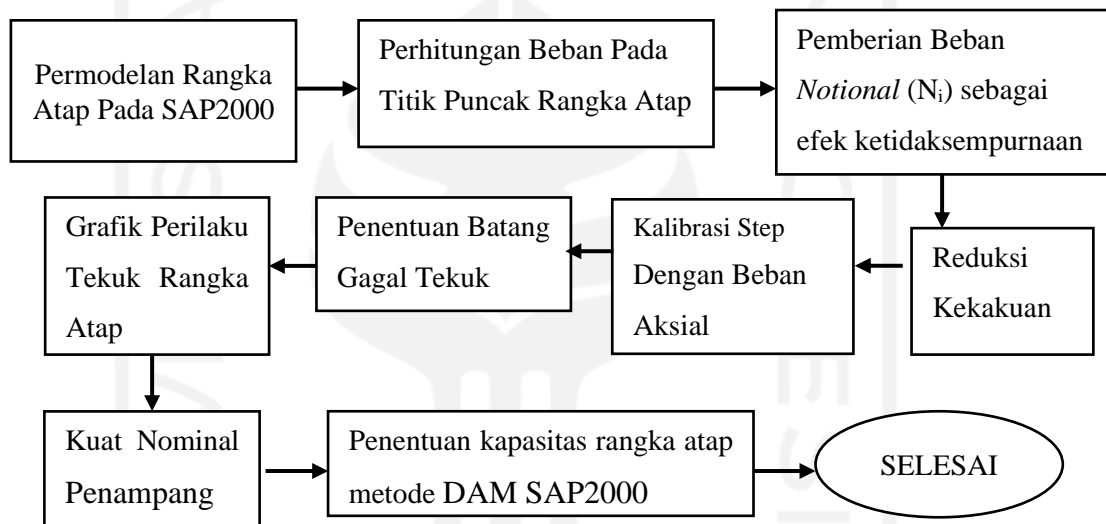 Permodelan Rangka
Atap Pada SAP2000
Perhitungan Beban Pada
Titik Puncak Rangka Atap
Pemberian Beban
Notional (Ni) sebagai
efek ketidaksempurnaan
Reduksi
Kekakuan
Kalibrasi Step
Dengan Beban
Aksial
Penentuan Batang
Gagal Tekuk
Grafik Perilaku
Tekuk Rangka
Atap
Kuat Nominal
Penampang
Penentuan kapasitas rangka atap
metode DAM SAP2000
SELESAI